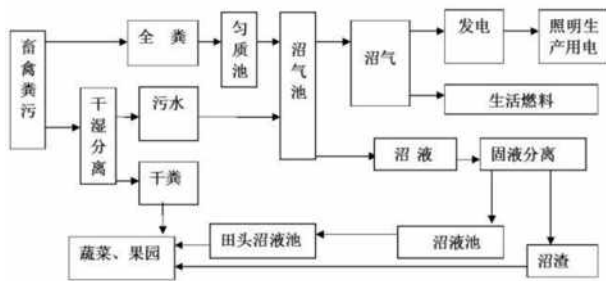 畜禽粪污
全 粪
匀质池
沼气池
沼气
发电
照明生
产用电
生活燃料
干湿分离
污水
干粪
沼 液
固液分离
蔬菜、果园
田头沼液池
沼液池
沼渣